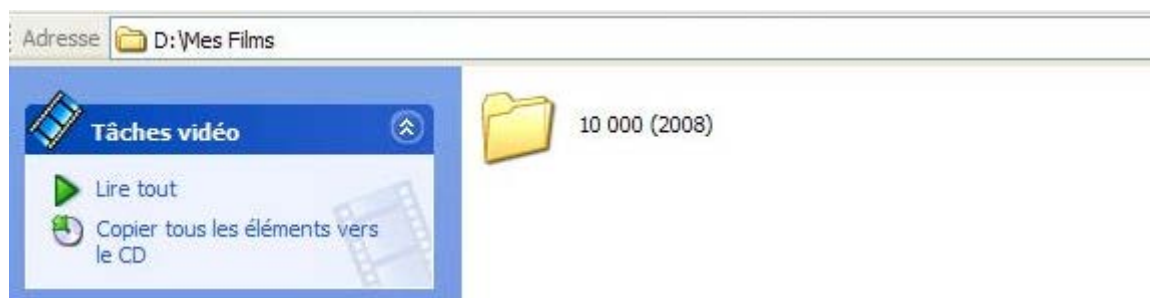 Adresse D:\Mes Films
Tâches vidéo
Lire tout
Copier tous les éléments vers
le CD
10 000 (2008)